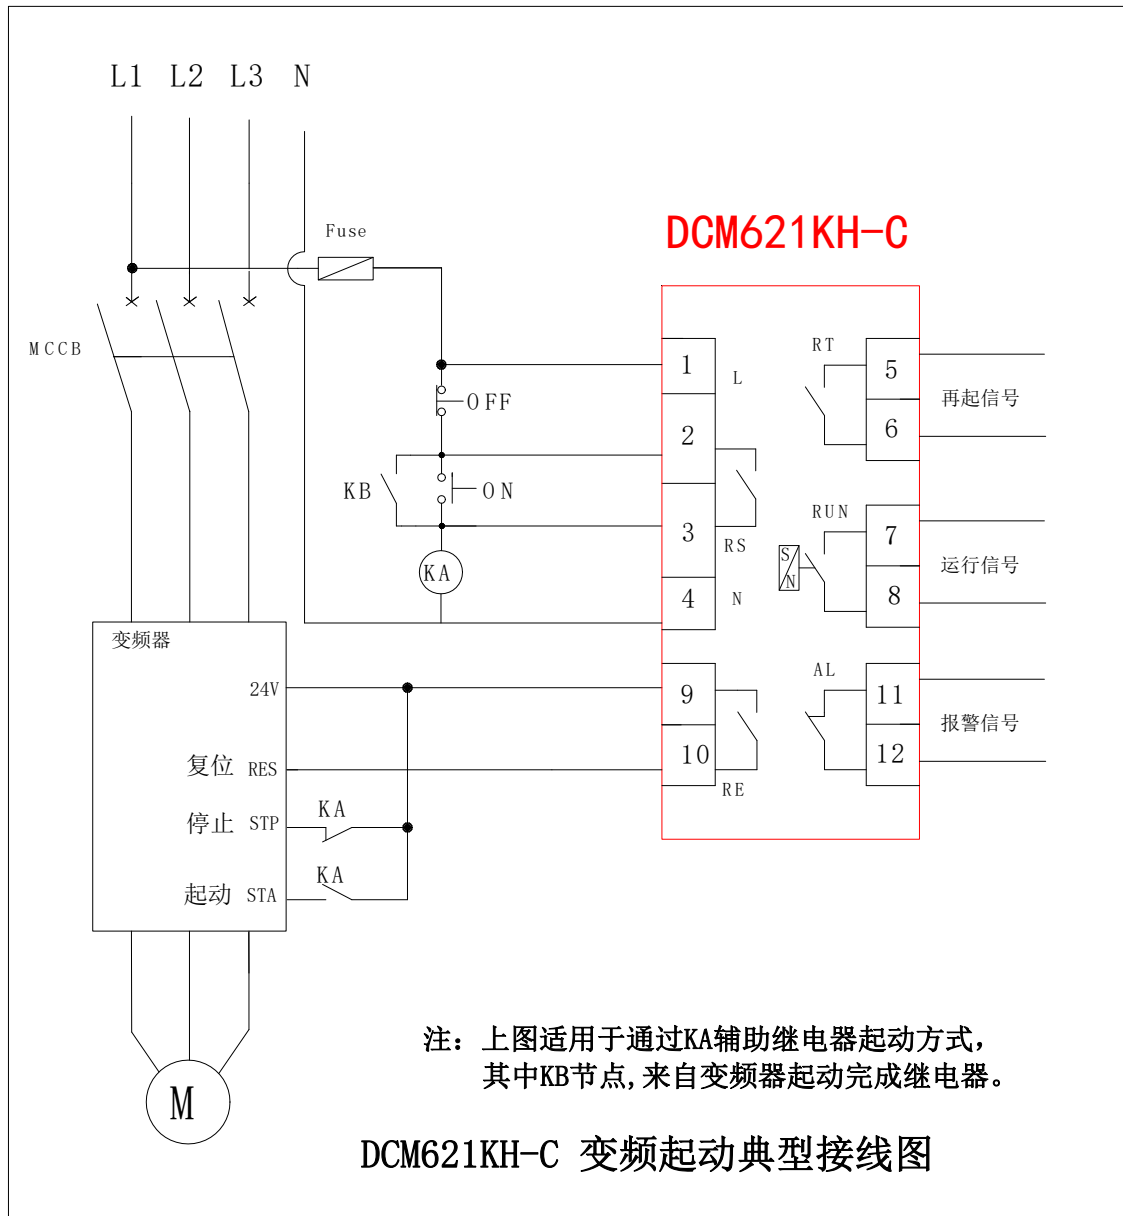 L1 L2 L3 N
Fuse
DCM621KH-C
MCCB
OFF
KB
ON
KA
1
L
2
3
RS
4
N
9
10
RE
RT
5
6
再起信号
RUN
S
N
7
8
运行信号
AL
11
12
报警信号
变频器
24V
复位 RES
停止 STP
KA
起动 STA
KA
M
注：上图适用于通过KA辅助继电器起动方式，
其中KB节点,来自变频器起动完成继电器。
DCM621KH-C 变频起动典型接线图